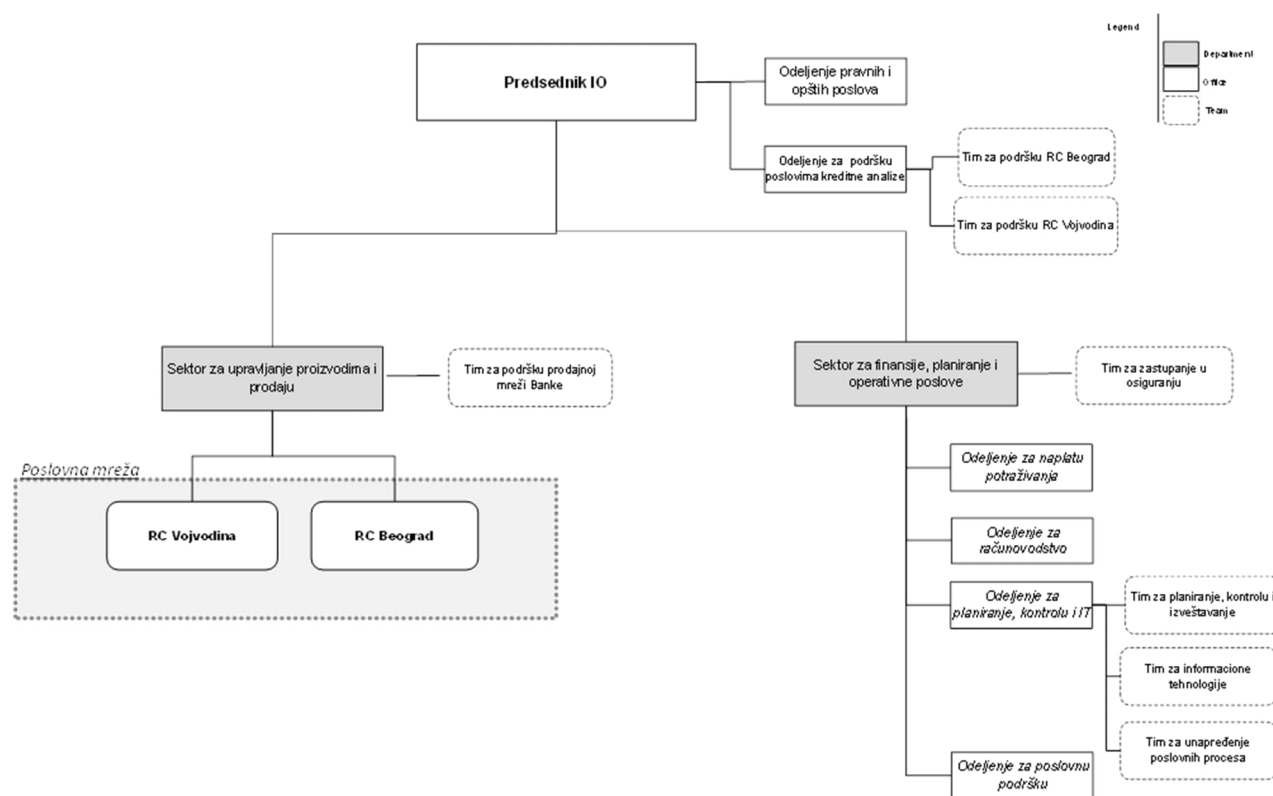 Legend
Department
Office
Team
Predsednik IO
Odeljenje pravnih i
opštih poslova
Odeljenje za podršku
poslovima kreditne analize
Tim za podršku RC Beograd
Tim za podršku RC Vojvodina
Sektor za upravljanje proizvodima i
prodaju
Tim za podršku prodajnoj
mreži Banke
Poslovna mreža
RC Vojvodina
RC Beograd
Sektor za finansije, planiranje i
operativne poslove
Tim za zastupanje u
osiguranju
Odeljenje za naplatu
potraživanja
Odeljenje za
računovodstvo
Odeljenje za
planiranje, kontrolu i IT
Tim za planiranje, kontrolu i
izveštavanje
Tim za informacione
tehnologije
Tim za unapređenje
poslovnih procesa
Odeljenje za poslovnu
podršku